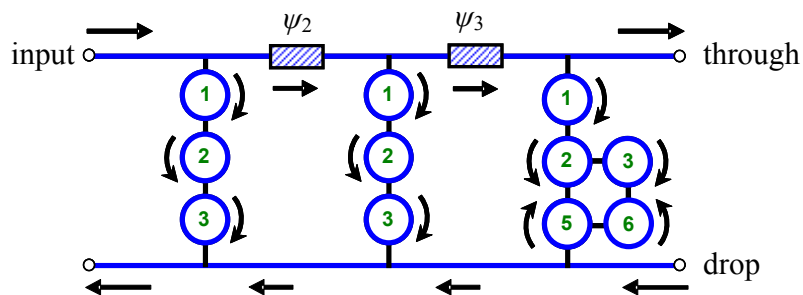 ψ2 ψ3
input through
1 1 1
2 2 2 3
3 3 5 6
drop